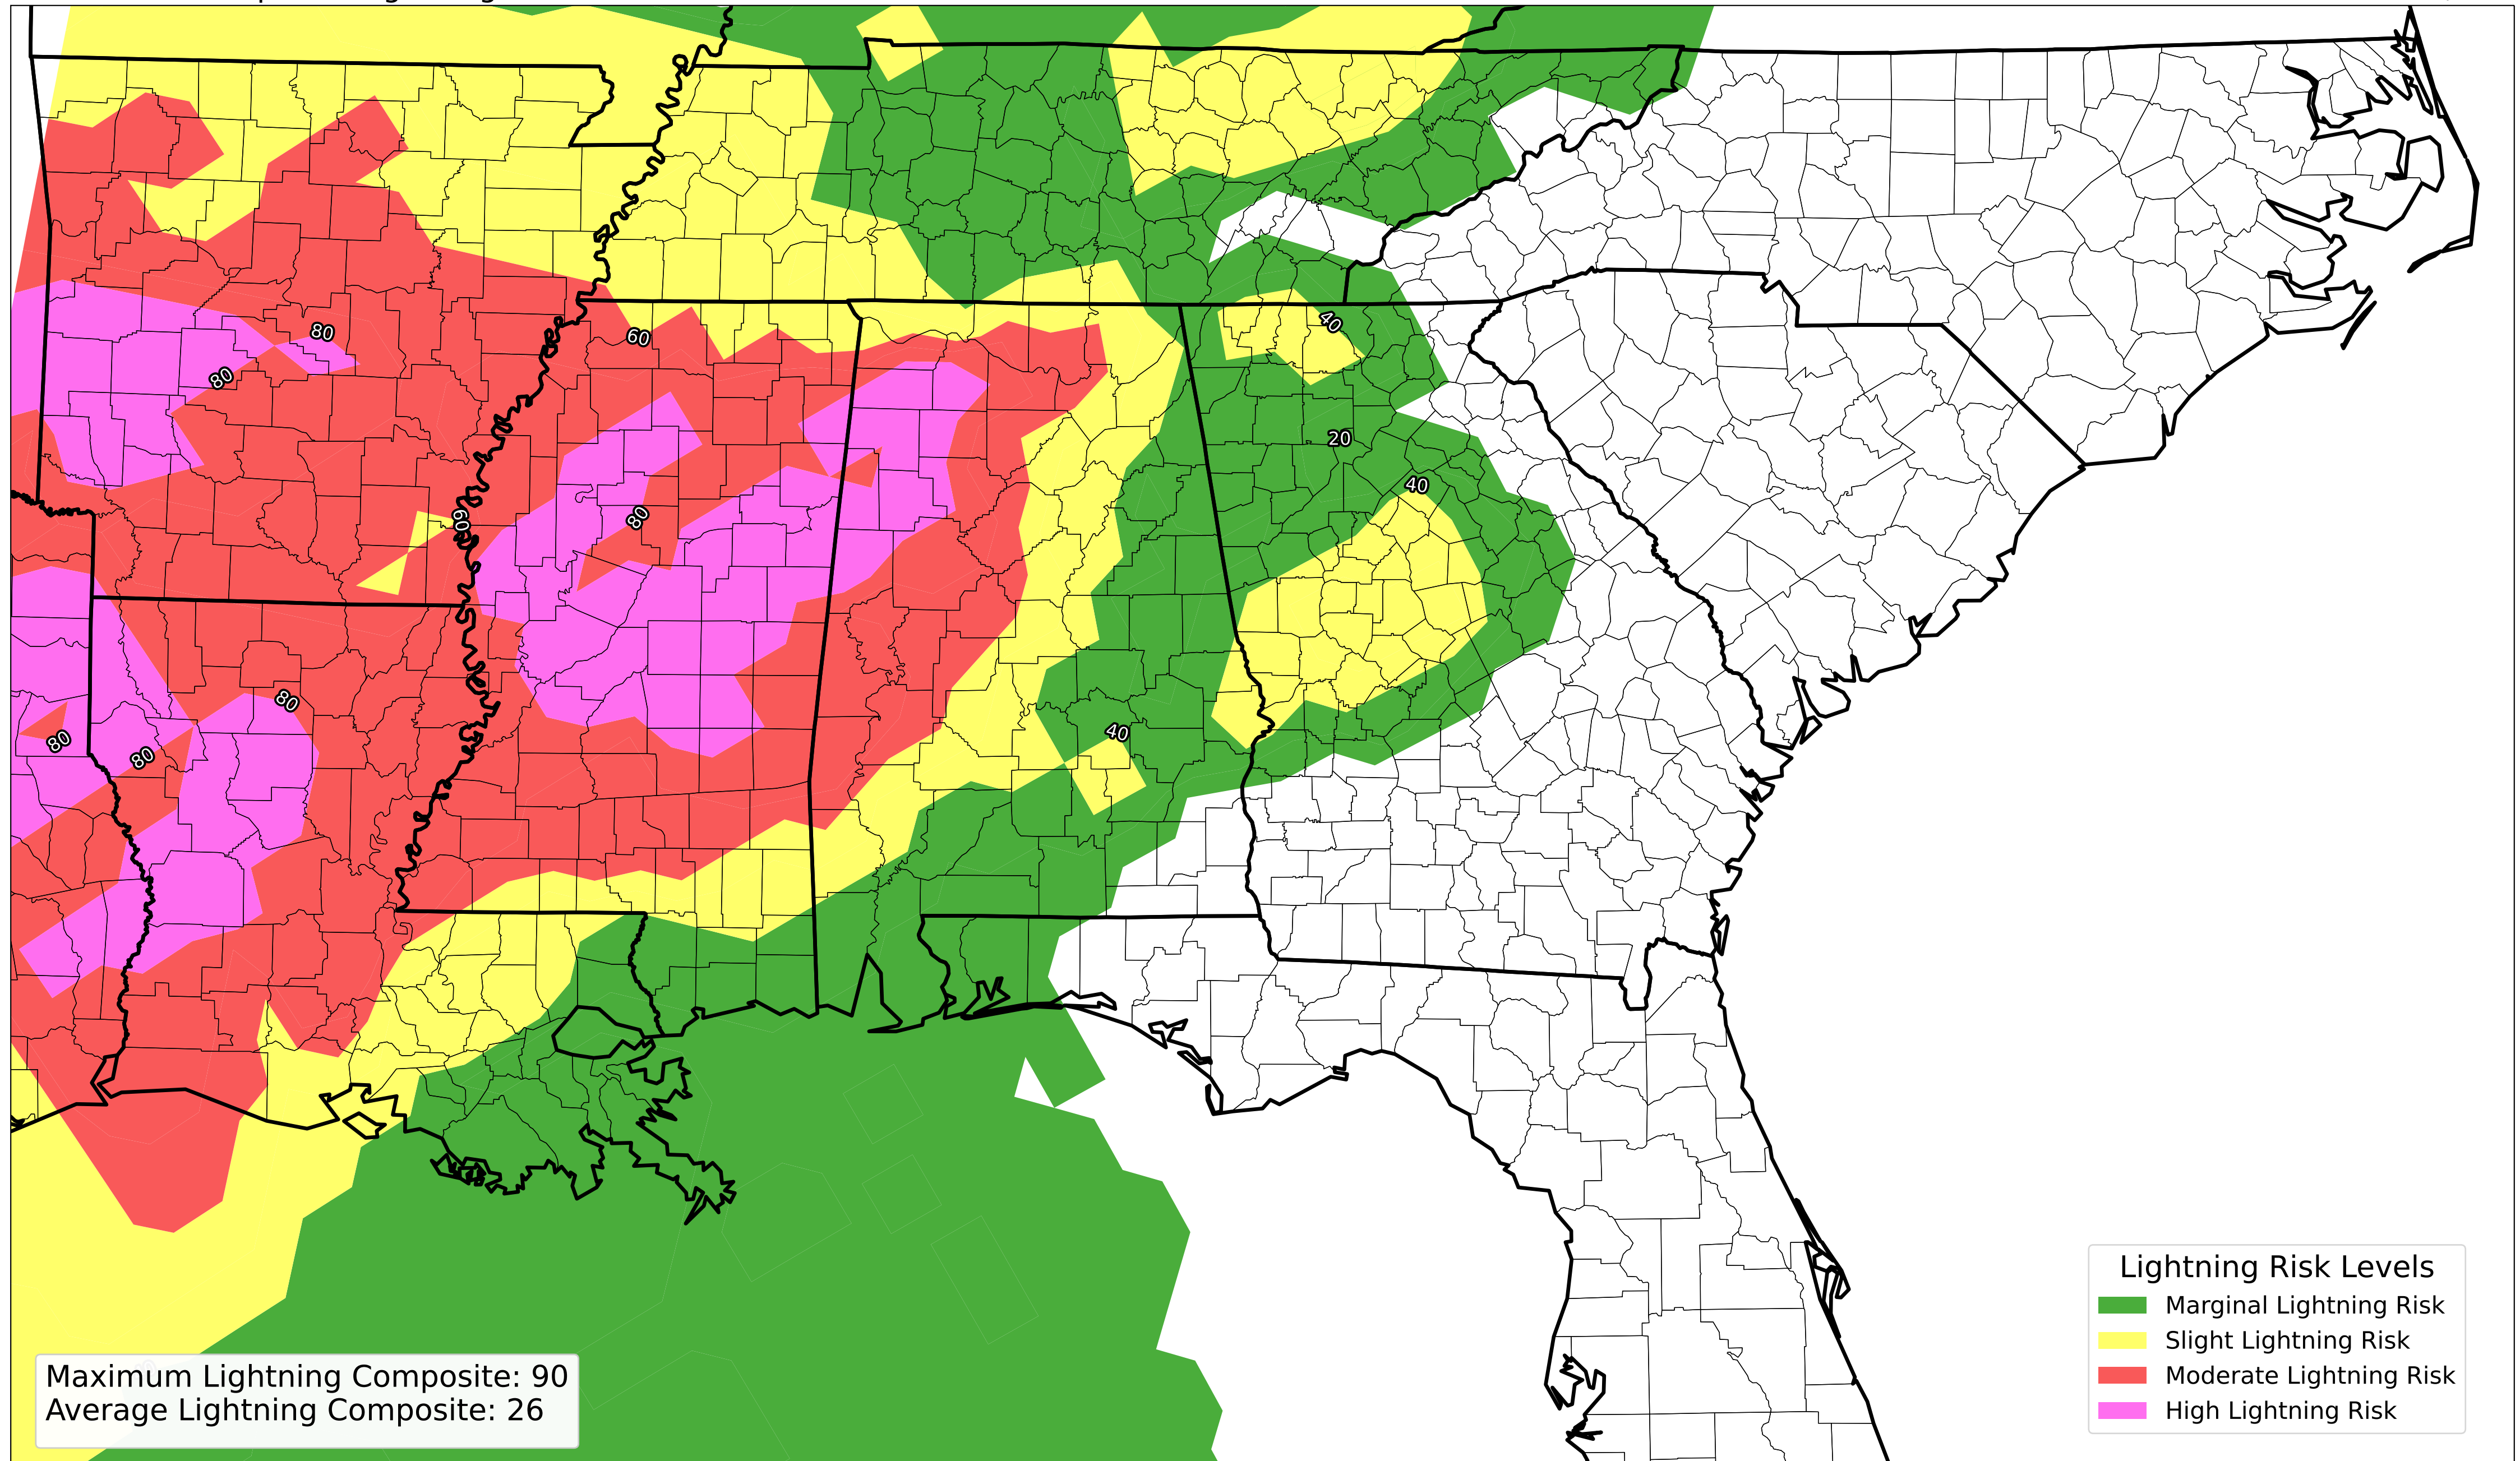 80
60
40
80
20
40
60
80
80
40
80
80
Lightning Risk Levels
Marginal Lightning Risk
Slight Lightning Risk
Moderate Lightning Risk
High Lightning Risk
Maximum Lightning Composite: 90
Average Lightning Composite: 26